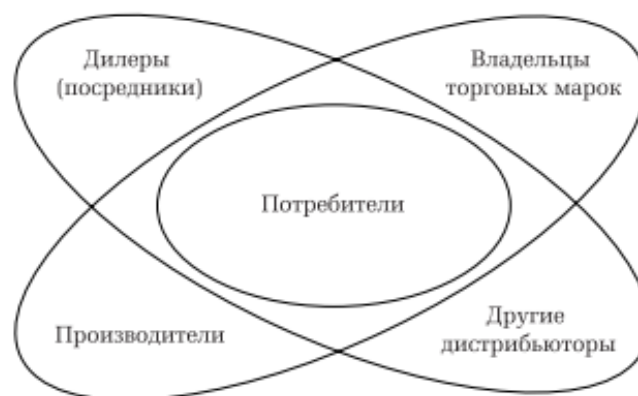 Дилеры
(посредники)
Владельцы
торговых марок
Потребители
Производители
Другие
дистрибьюторы